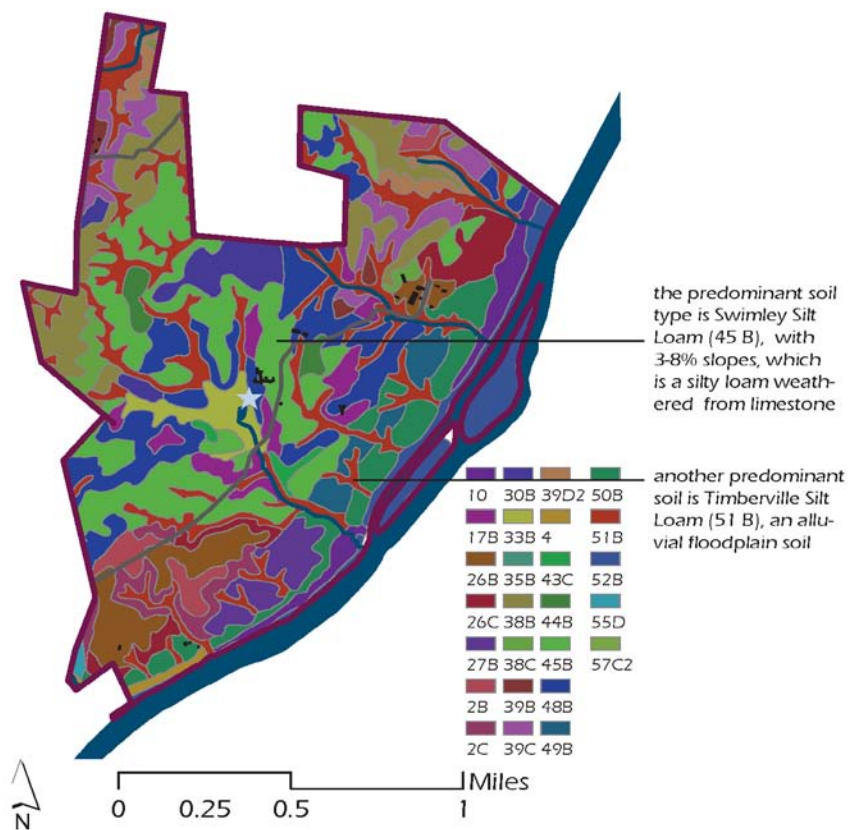 the predominant soil
type is Swimley Silt
Loam (45 B), with
3-8% slopes, which
is a silty loam weath-
ered from limestone
another predominant
soil is Timberville Silt
Loam (51 B), an allu-
vial floodplain soil
10 30B 39D2 50B
17B 33B 4 51B
26B 35B 43C 52B
26C 38B 44B 55D
27B 38C 45B 57C2
2B 39B 48B
2C 39C 49B
N
Miles
0 0.25 0.5 1